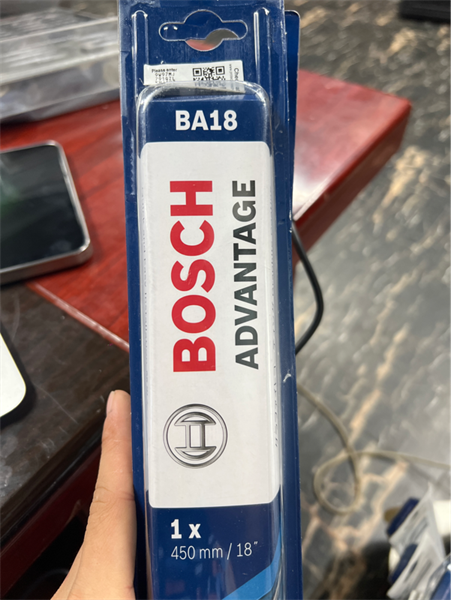 BA18
BOSCH
ADVANTAGE
1 x
450 mm / 18"